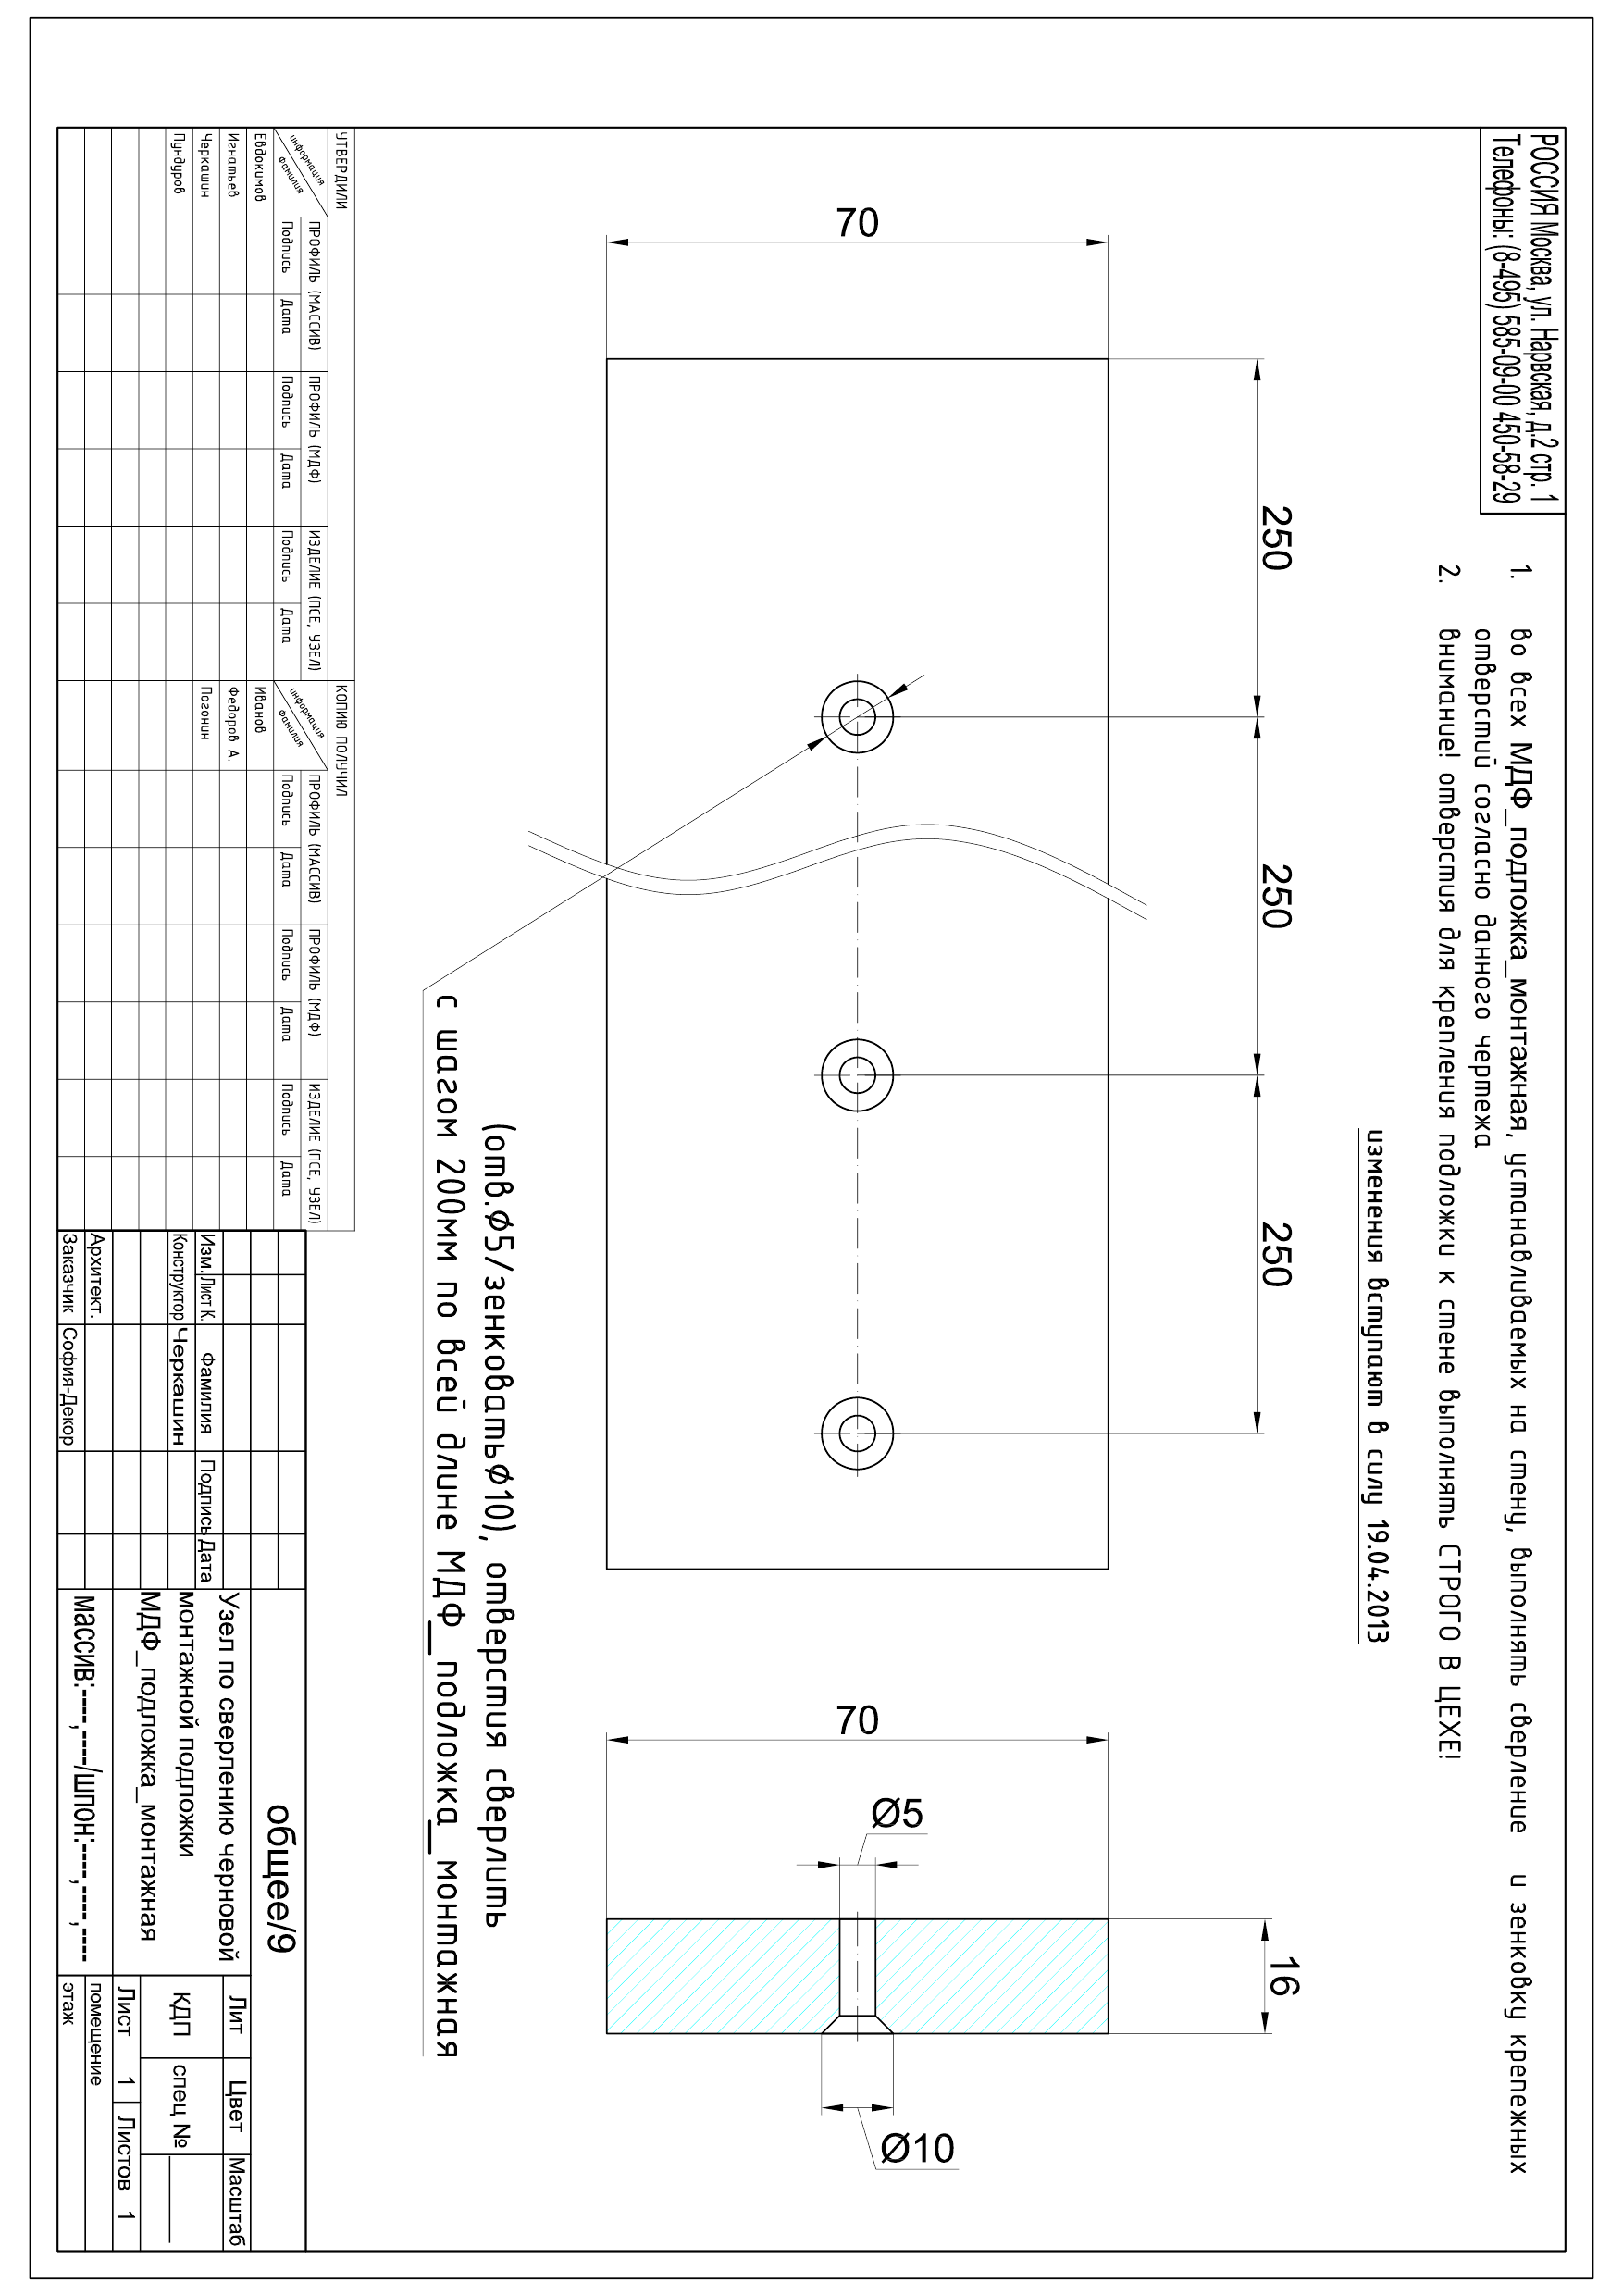 РОССИЯ Москва, ул. Нарвская, д.2 стр. 1
Телефоны: (8-495) 585-09-00 450-58-29
1. во всех МДФ_подложка_монтажная, устанавливаемых на стену, выполнять сверление и зенковку крепежных
отверстий согласно данного чертежа
2. внимание! отверстия для крепления подложки к стене выполнять СТРОГО В ЦЕХЕ!
изменения вступают в силу 19.04.2013
250
250
250
70
70
Ø5
16
Ø10
(отв.Ø5/зенковатьØ10), отверстия сверлить
с шагом 200мм по всей длине МДФ_подложка_монтажная
УТВЕРДИЛИ
КОПИЮ ПОЛУЧИЛ
информация
фамилия
ПРОФИЛЬ (МАССИВ)
ПРОФИЛЬ (МДФ)
ИЗДЕЛИЕ (ПСЕ, УЗЕЛ)
информация
фамилия
ПРОФИЛЬ (МАССИВ)
ПРОФИЛЬ (МДФ)
ИЗДЕЛИЕ (ПСЕ, УЗЕЛ)
Подпись
Дата
Подпись
Дата
Подпись
Дата
Подпись
Дата
Подпись
Дата
Подпись
Дата
Евдокимов
Иванов
Игнатьев
Федоров А.
Черкашин
Погонин
Пундуров
общее/9
Изм.
Лист К.
Фамилия
Подпись
Дата
Конструктор
Черкашин
Архитект.
Заказчик
София-Декор
Узел по сверлению черновой
монтажной подложки
МДФ_подложка_монтажная
массив:----,----/шпон:----,----,----
Лит
Цвет
Масштаб
КДП
спец №
Лист 1
Листов 1
помещение
этаж